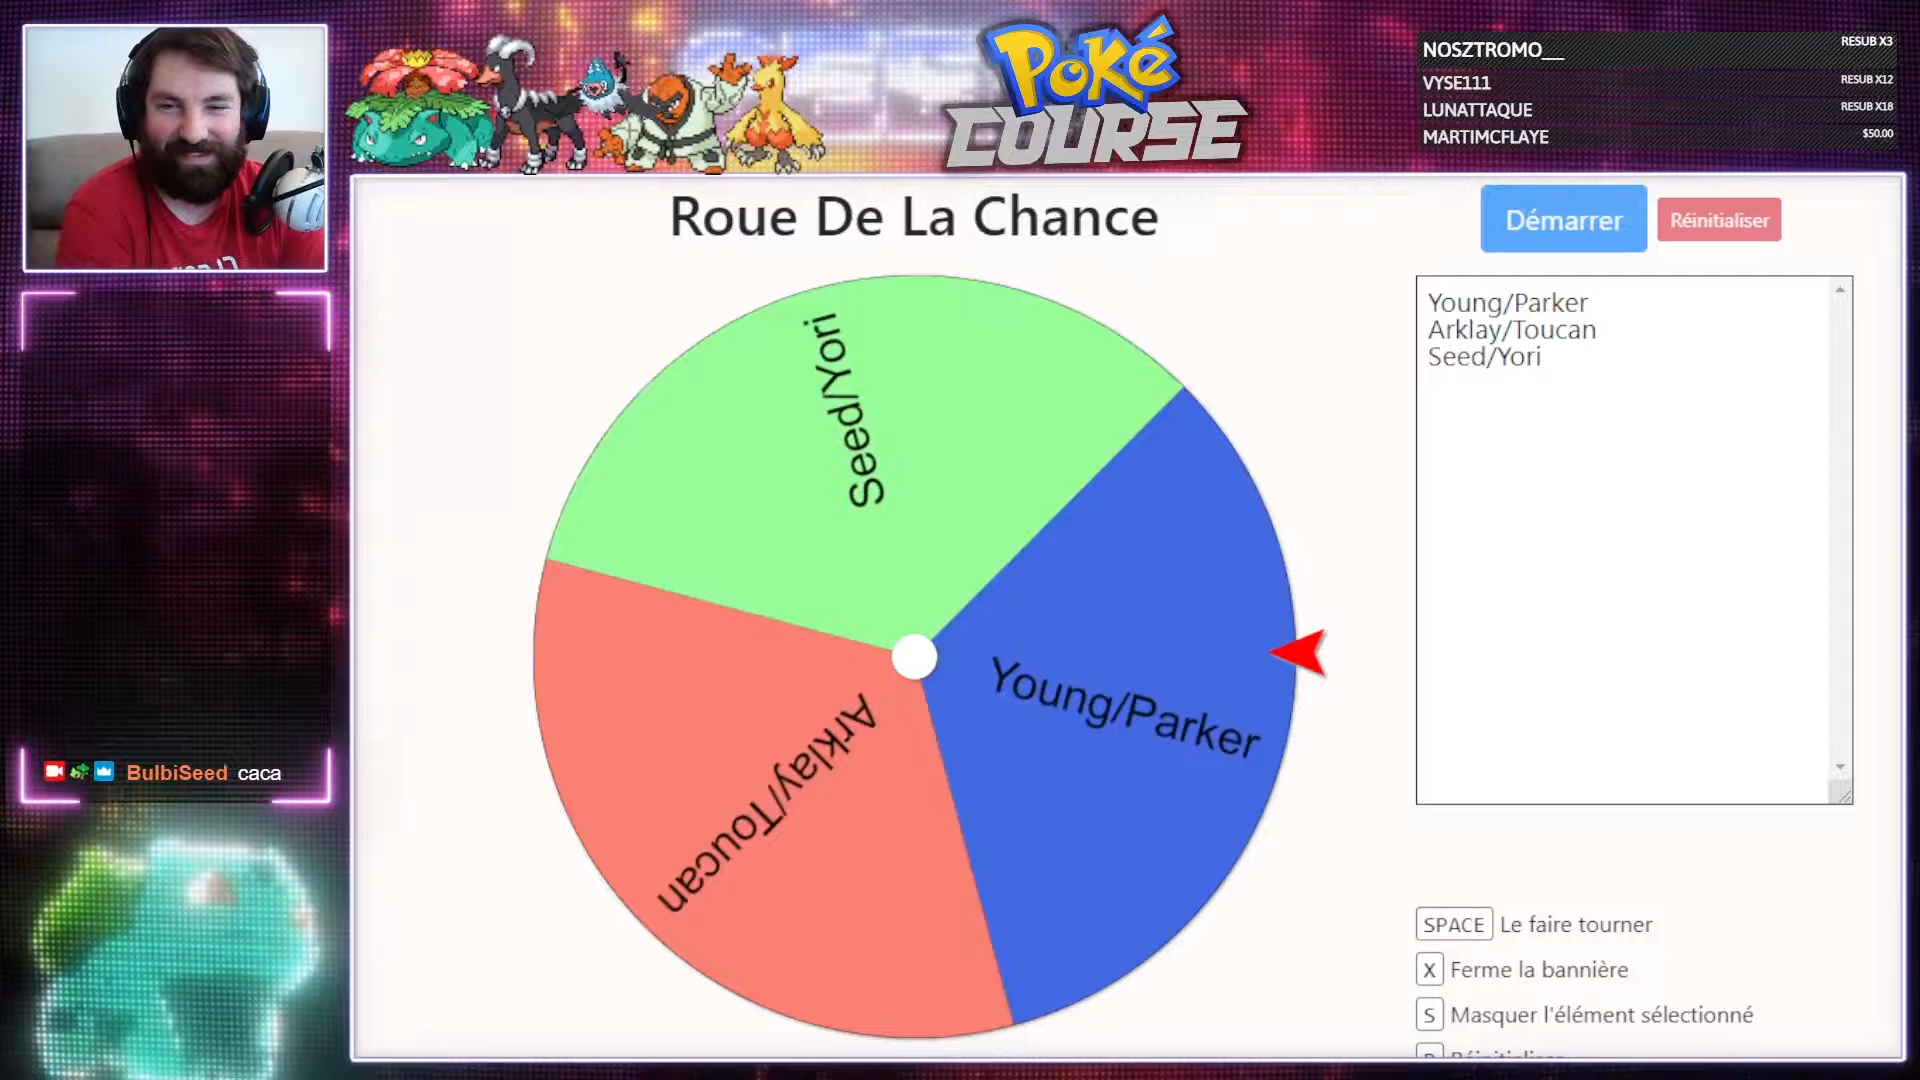 Poké
COURSE
NOSZTROMO__ RESUB X3
VYSE111 RESUB X12
LUNATTAQUE RESUB X18
MARTIMCFLAYE $50.00
Roue De La Chance
Démarrer
Réinitialiser
Young/Parker
Arklay/Toucan
Seed/Yori
Seed/Yori
Young/Parker
Arklay/Toucan
BulbiSeed caca
SPACE Le faire tourner
X Ferme la bannière
S Masquer l'élément sélectionné